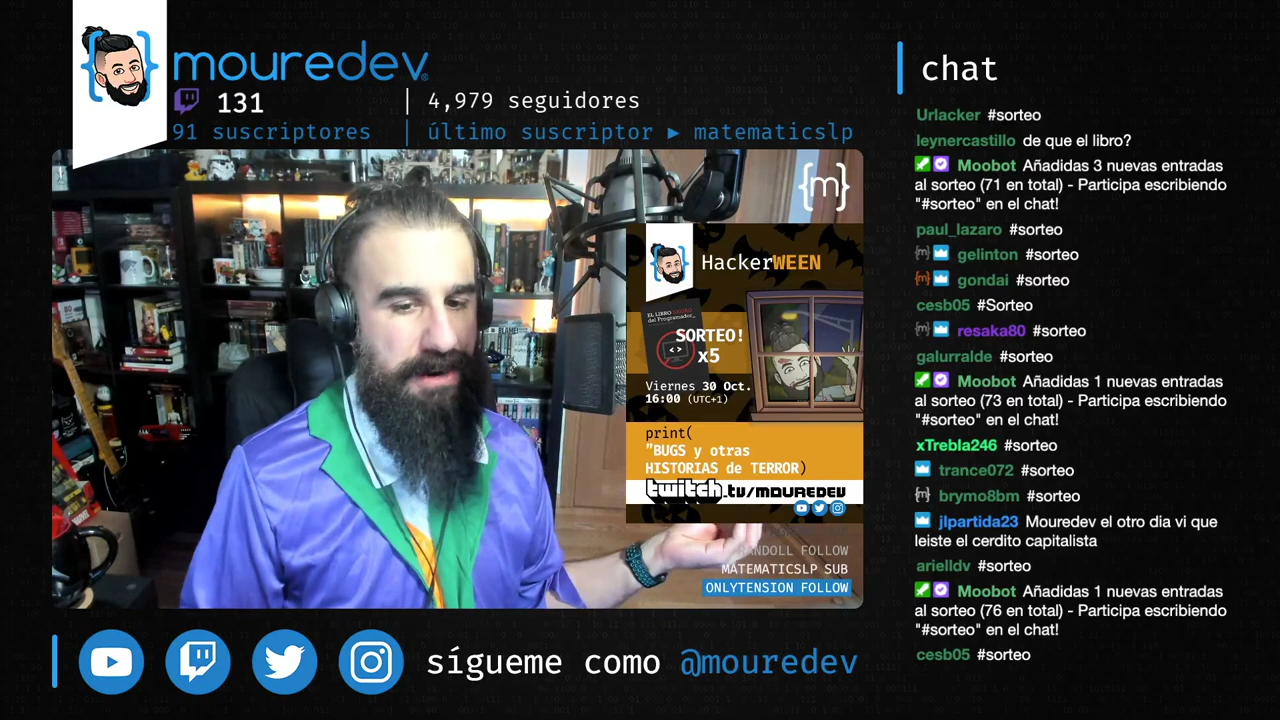 mouredev
131
4,979 seguidores
91 suscriptores
último suscriptor ▶ matematicslp
{m}
HackerWEEN
EL LIBRO NEGRO
del Programador_
SORTEO!
x5
Viernes 30 Oct.
16:00 (UTC+1)
print(
"BUGS y otras
HISTORIAS de TERROR)
twitch.tv/MOUREDEV
MATEMATICSLP SUB
ONLYTENSION FOLLOW
sígueme como @mouredev
chat
Urlacker #sorteo
leynercastillo de que el libro?
Moobot Añadidas 3 nuevas entradas
al sorteo (71 en total) - Participa escribiendo
"#sorteo" en el chat!
paul_lazaro #sorteo
gelinton #sorteo
gondai #sorteo
cesb05 #Sorteo
resaka80 #sorteo
galurralde #sorteo
Moobot Añadidas 1 nuevas entradas
al sorteo (73 en total) - Participa escribiendo
"#sorteo" en el chat!
xTrebla246 #sorteo
trance072 #sorteo
brymo8bm #sorteo
jlpartida23 Mouredev el otro dia vi que
leiste el cerdito capitalista
arielldv #sorteo
Moobot Añadidas 1 nuevas entradas
al sorteo (76 en total) - Participa escribiendo
"#sorteo" en el chat!
cesb05 #sorteo